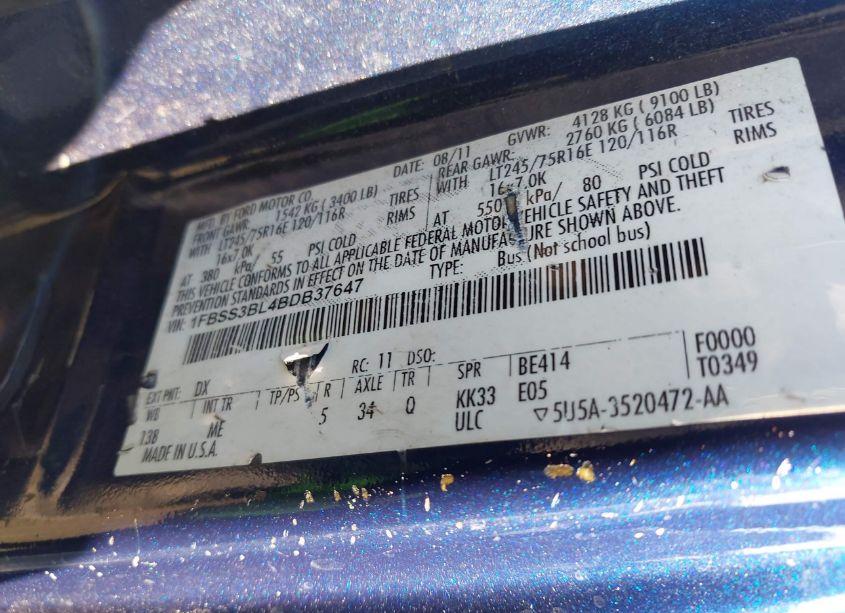 MFD. BY FORD MOTOR CO.
DATE: 08/11 GVWR: 4128 KG ( 9100 LB)
FRONT GAWR: 1542 KG ( 3400 LB) REAR GAWR: 2760 KG ( 6084 LB)
LT245/75R16E 120/116R TIRES WITH LT245/75R16E 120/116R TIRES
16x7.0K RIMS 16x7.0K RIMS
AT 380 kPa/ 55 PSI COLD AT 550 kPa/ 80 PSI COLD
THIS VEHICLE CONFORMS TO ALL APPLICABLE FEDERAL MOTOR VEHICLE SAFETY AND THEFT
PREVENTION STANDARDS IN EFFECT ON THE DATE OF MANUFACTURE SHOWN ABOVE.
VIN: 1FBSS3BL4BDB37647 TYPE: Bus (Not school bus)
EXT PNT: DX RC: 11 DSO:
WB INT TR TP/PS R AXLE TR SPR BE414 F0000
138 ME 5 34 Q KK33 E05 T0349
MADE IN U.S.A. ULC ▽5U5A-3520472-AA